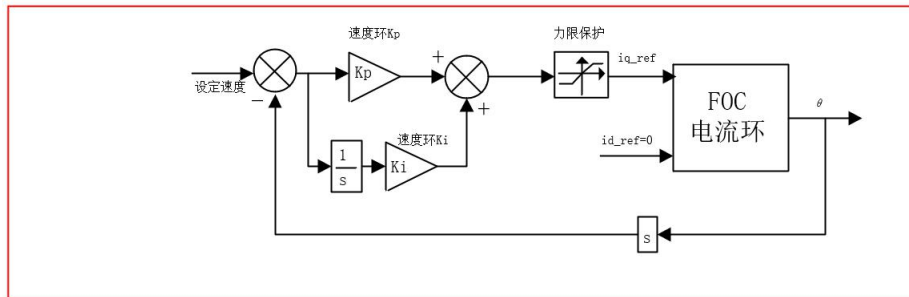 速度环Kp
力限保护
设定速度
Kp
+
iq_ref
FOC
电流环
θ
−
+
速度环Ki
1
s
Ki
id_ref=0
s